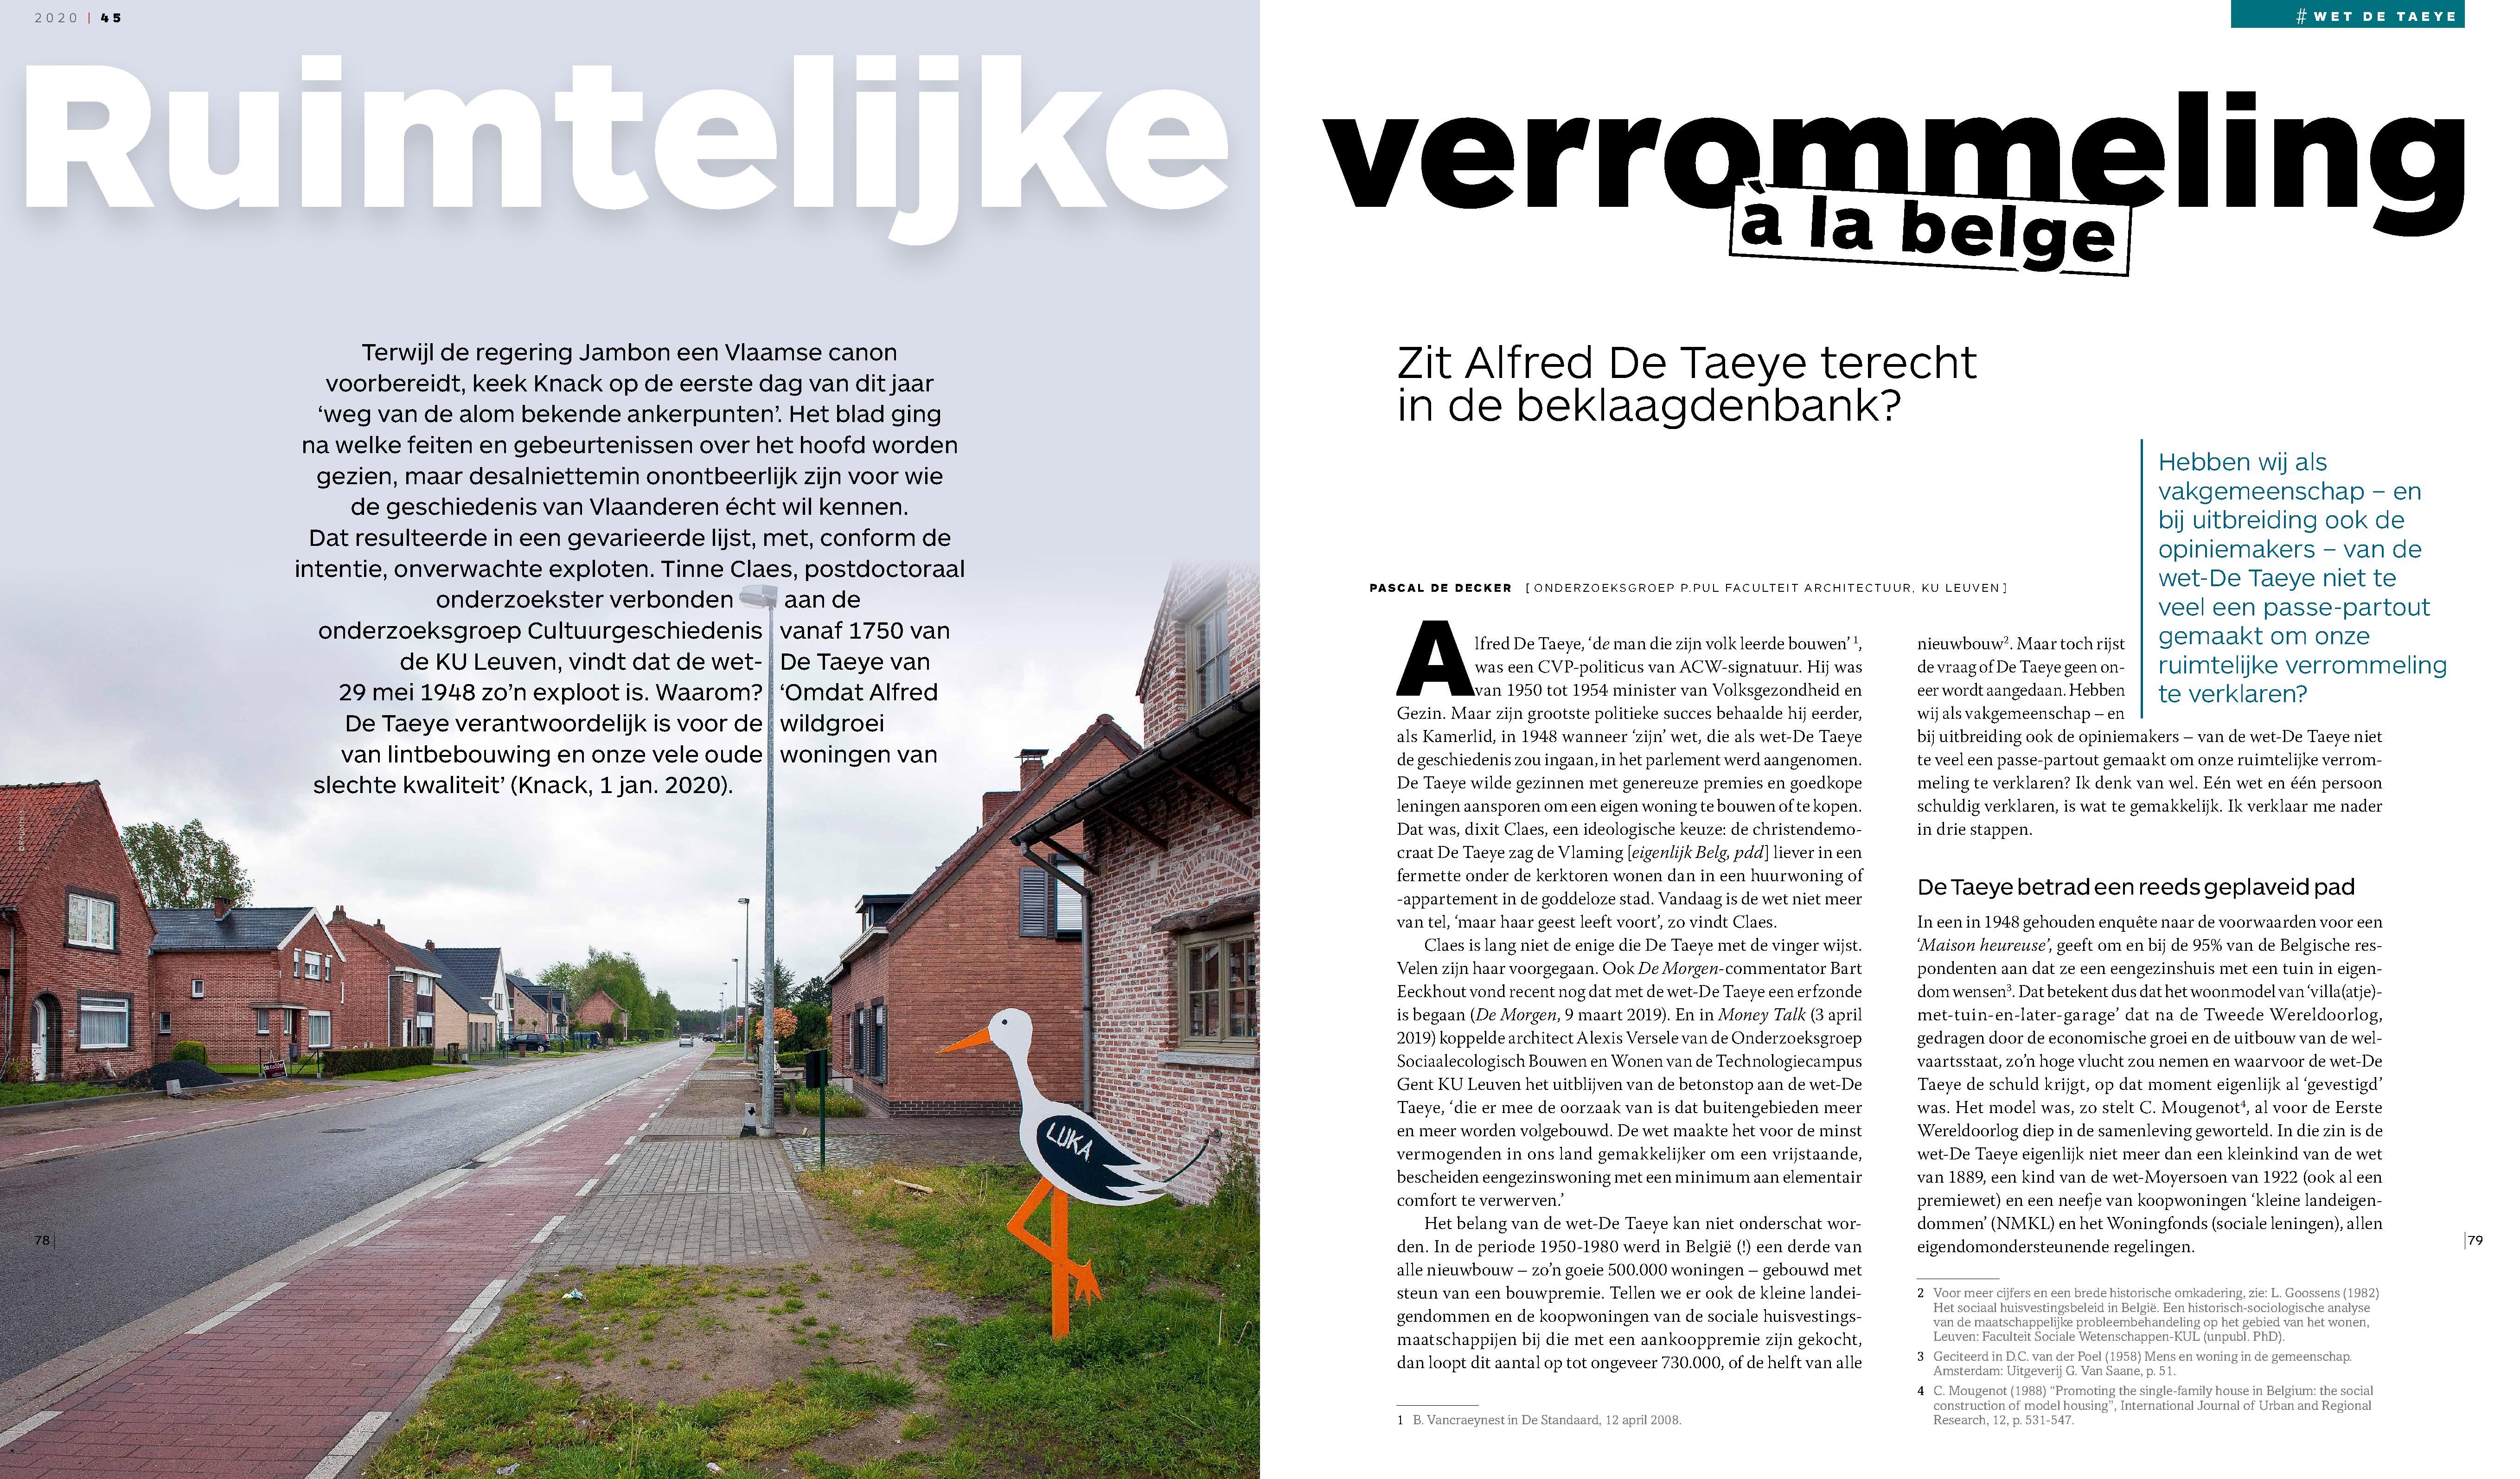 2020 | 45
Ruimtelijke
Terwijl de regering Jambon een Vlaamse canon
voorbereidt, keek Knack op de eerste dag van dit jaar
‘weg van de alom bekende ankerpunten’. Het blad ging
na welke feiten en gebeurtenissen over het hoofd worden
gezien, maar desalniettemin onontbeerlijk zijn voor wie
de geschiedenis van Vlaanderen écht wil kennen.
Dat resulteerde in een gevarieerde lijst, met, conform de
intentie, onverwachte exploten. Tinne Claes, postdoctoraal
onderzoekster verbonden aan de
onderzoeksgroep Cultuurgeschiedenis vanaf 1750 van
de KU Leuven, vindt dat de wet- De Taeye van
29 mei 1948 zo’n exploot is. Waarom? ‘Omdat Alfred
De Taeye verantwoordelijk is voor de wildgroei
van lintbebouwing en onze vele oude woningen van
slechte kwaliteit’ (Knack, 1 jan. 2020).
LUKA
78
# WET DE TAEYE
verrommeling
à la belge
Zit Alfred De Taeye terecht
in de beklaagdenbank?
Hebben wij als
vakgemeenschap – en
bij uitbreiding ook de
opiniemakers – van de
wet-De Taeye niet te
veel een passe-partout
gemaakt om onze
ruimtelijke verrommeling
te verklaren?
PASCAL DE DECKER [ ONDERZOEKSGROEP P.PUL FACULTEIT ARCHITECTUUR, KU LEUVEN ]
Alfred De Taeye, ‘de man die zijn volk leerde bouwen’ ¹,
was een CVP-politicus van ACW-signatuur. Hij was
van 1950 tot 1954 minister van Volksgezondheid en
Gezin. Maar zijn grootste politieke succes behaalde hij eerder,
als Kamerlid, in 1948 wanneer ‘zijn’ wet, die als wet-De Taeye
de geschiedenis zou ingaan, in het parlement werd aangenomen.
De Taeye wilde gezinnen met genereuze premies en goedkope
leningen aansporen om een eigen woning te bouwen of te kopen.
Dat was, dixit Claes, een ideologische keuze: de christendemo-
craat De Taeye zag de Vlaming [eigenlijk Belg, pdd] liever in een
fermette onder de kerktoren wonen dan in een huurwoning of
-appartement in de goddeloze stad. Vandaag is de wet niet meer
van tel, ‘maar haar geest leeft voort’, zo vindt Claes.
Claes is lang niet de enige die De Taeye met de vinger wijst.
Velen zijn haar voorgegaan. Ook De Morgen-commentator Bart
Eeckhout vond recent nog dat met de wet-De Taeye een erfzonde
is begaan (De Morgen, 9 maart 2019). En in Money Talk (3 april
2019) koppelde architect Alexis Versele van de Onderzoeksgroep
Sociaalecologisch Bouwen en Wonen van de Technologiecampus
Gent KU Leuven het uitblijven van de betonstop aan de wet-De
Taeye, ‘die er mee de oorzaak van is dat buitengebieden meer
en meer worden volgebouwd. De wet maakte het voor de minst
vermogenden in ons land gemakkelijker om een vrijstaande,
bescheiden eengezinswoning met een minimum aan elementair
comfort te verwerven.’
Het belang van de wet-De Taeye kan niet onderschat wor-
den. In de periode 1950-1980 werd in België (!) een derde van
alle nieuwbouw – zo’n goeie 500.000 woningen – gebouwd met
steun van een bouwpremie. Tellen we er ook de kleine landei-
gendommen en de koopwoningen van de sociale huisvestings-
maatschappijen bij die met een aankooppremie zijn gekocht,
dan loopt dit aantal op tot ongeveer 730.000, of de helft van alle
1 B. Vancraeynest in De Standaard, 12 april 2008.
nieuwbouw². Maar toch rijst
de vraag of De Taeye geen on-
eer wordt aangedaan. Hebben
wij als vakgemeenschap – en
bij uitbreiding ook de opiniemakers – van de wet-De Taeye niet
te veel een passe-partout gemaakt om onze ruimtelijke verrom-
meling te verklaren? Ik denk van wel. Eén wet en één persoon
schuldig verklaren, is wat te gemakkelijk. Ik verklaar me nader
in drie stappen.
De Taeye betrad een reeds geplaveid pad
In een in 1948 gehouden enquête naar de voorwaarden voor een
‘Maison heureuse’, geeft om en bij de 95% van de Belgische res-
pondenten aan dat ze een eengezinshuis met een tuin in eigen-
dom wensen³. Dat betekent dus dat het woonmodel van ‘villa(atje)-
met-tuin-en-later-garage’ dat na de Tweede Wereldoorlog,
gedragen door de economische groei en de uitbouw van de wel-
vaartsstaat, zo’n hoge vlucht zou nemen en waarvoor de wet-De
Taeye de schuld krijgt, op dat moment eigenlijk al ‘gevestigd’
was. Het model was, zo stelt C. Mougenot⁴, al voor de Eerste
Wereldoorlog diep in de samenleving geworteld. In die zin is de
wet-De Taeye eigenlijk niet meer dan een kleinkind van de wet
van 1889, een kind van de wet-Moyersoen van 1922 (ook al een
premiewet) en een neefje van koopwoningen ‘kleine landeigen-
dommen’ (NMKL) en het Woningfonds (sociale leningen), allen
eigendomondersteunende regelingen.
2 Voor meer cijfers en een brede historische omkadering, zie: L. Goossens (1982)
Het sociaal huisvestingsbeleid in België. Een historisch-sociologische analyse
van de maatschappelijke probleembehandeling op het gebied van het wonen,
Leuven: Faculteit Sociale Wetenschappen-KUL (unpubl. PhD).
3 Geciteerd in D.C. van der Poel (1958) Mens en woning in de gemeenschap.
Amsterdam: Uitgeverij G. Van Saane, p. 51.
4 C. Mougenot (1988) “Promoting the single-family house in Belgium: the social
construction of model housing”, International Journal of Urban and Regional
Research, 12, p. 531-547.
79